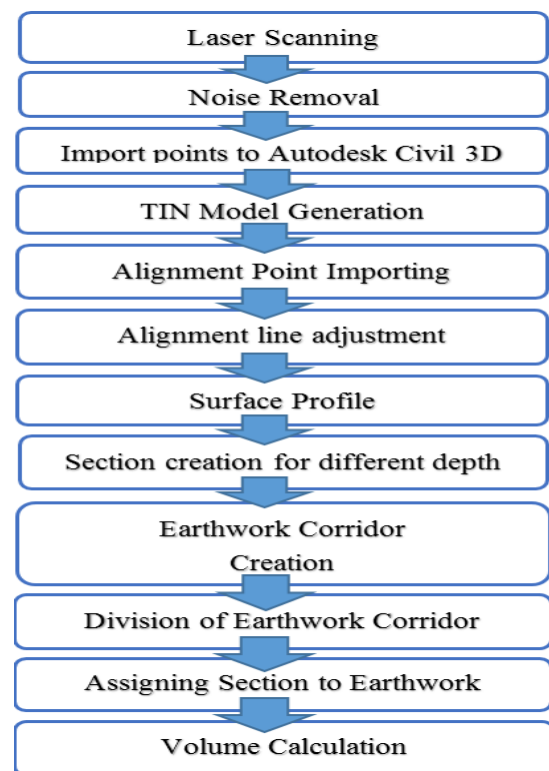 Laser Scanning
Noise Removal
Import points to Autodesk Civil 3D
TIN Model Generation
Alignment Point Importing
Alignment line adjustment
Surface Profile
Section creation for different depth
Earthwork Corridor
Creation
Division of Earthwork Corridor
Assigning Section to Earthwork
Volume Calculation